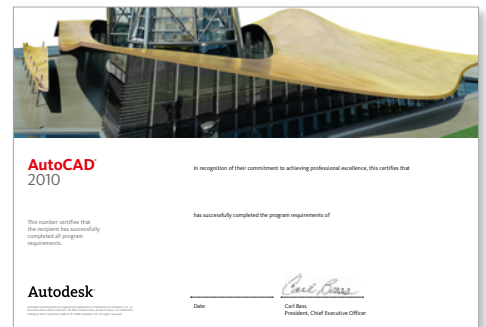 AutoCAD®
2010
In recognition of their commitment to achieving professional excellence, this certifies that
has successfully completed the program requirements of
This number certifies that
the recipient has successfully
completed all program
requirements.
Autodesk®
Carl Bass
Date
Carl Bass
President, Chief Executive Officer